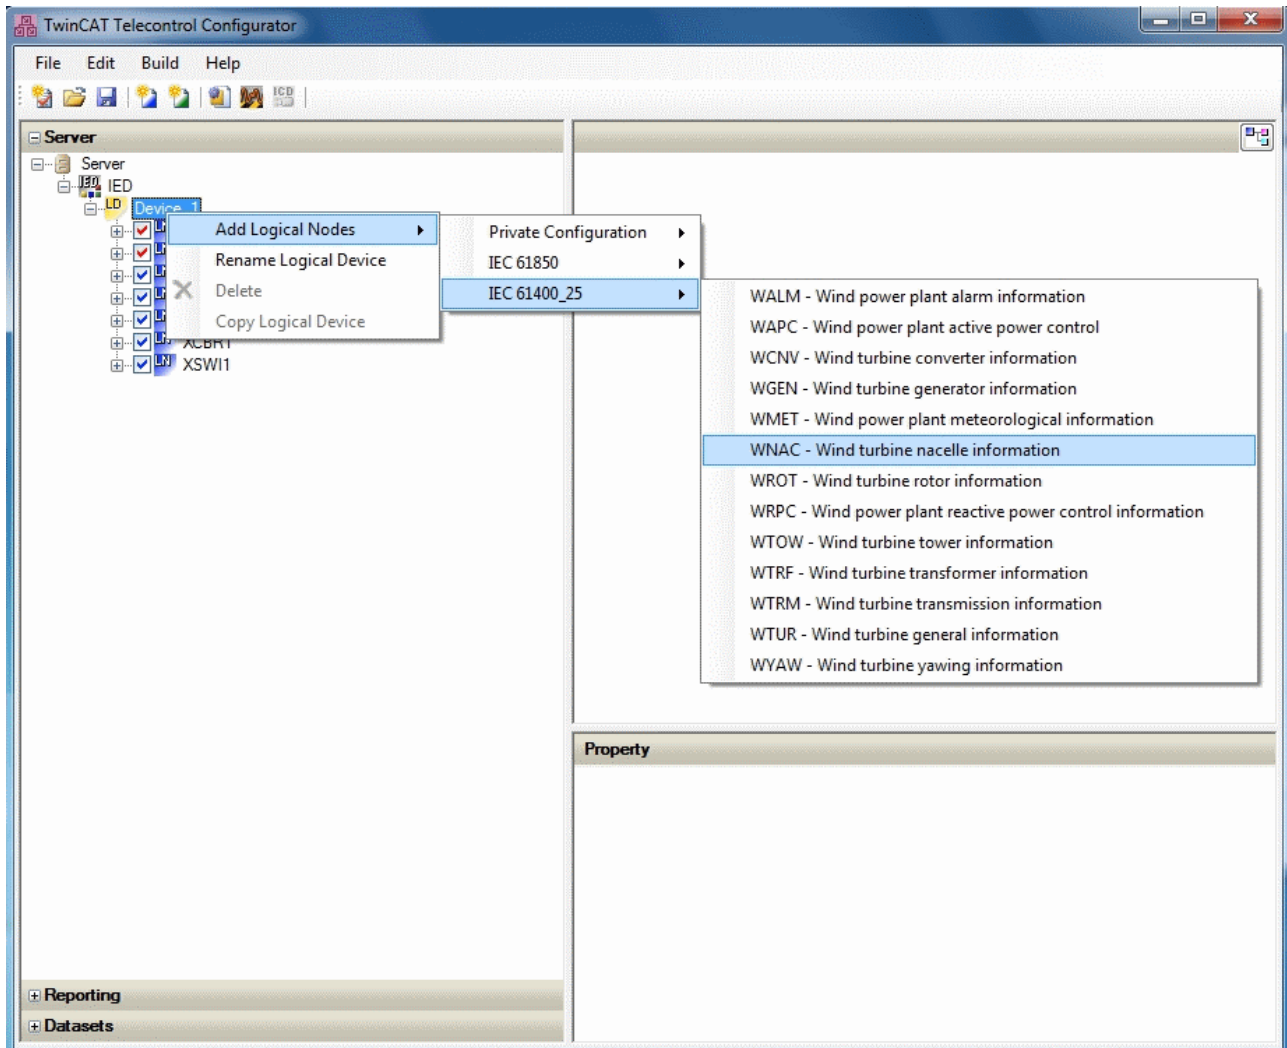 TwinCAT Telecontrol Configurator
File Edit Build Help
ICD
Server
Server
IED IED
LD Device_1
Add Logical Nodes
Rename Logical Device
Delete
Copy Logical Device
Private Configuration
IEC 61850
IEC 61400_25
WALM - Wind power plant alarm information
WAPC - Wind power plant active power control
WCNV - Wind turbine converter information
WGEN - Wind turbine generator information
WMET - Wind power plant meteorological information
WNAC - Wind turbine nacelle information
WROT - Wind turbine rotor information
WRPC - Wind power plant reactive power control information
WTOW - Wind turbine tower information
WTRF - Wind turbine transformer information
WTRM - Wind turbine transmission information
WTUR - Wind turbine general information
WYAW - Wind turbine yawing information
XCBR1
LN XSWI1
Property
Reporting
Datasets